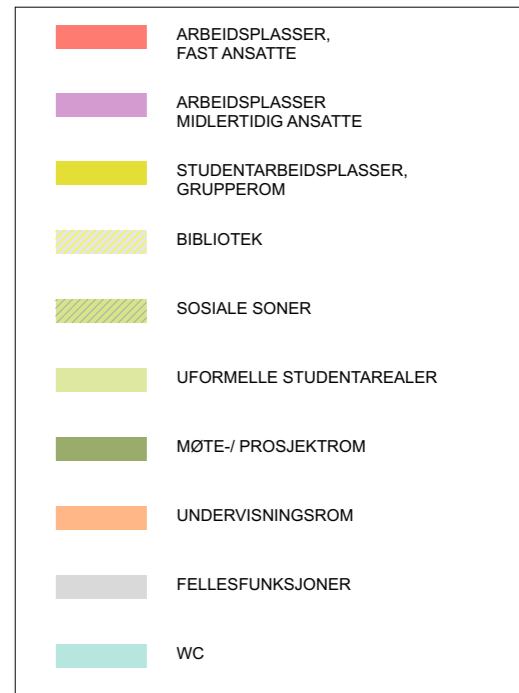 ARBEIDSPLASSER,
FAST ANSATTE
ARBEIDSPLASSER
MIDLERTIDIG ANSATTE
STUDENTARBEIDSPLASSER,
GRUPPEROM
BIBLIOTEK
SOSIALE SONER
UFORMELLE STUDENTAREALER
MØTE-/ PROSJEKTROM
UNDERVISNINGSROM
FELLESFUNKSJONER
WC